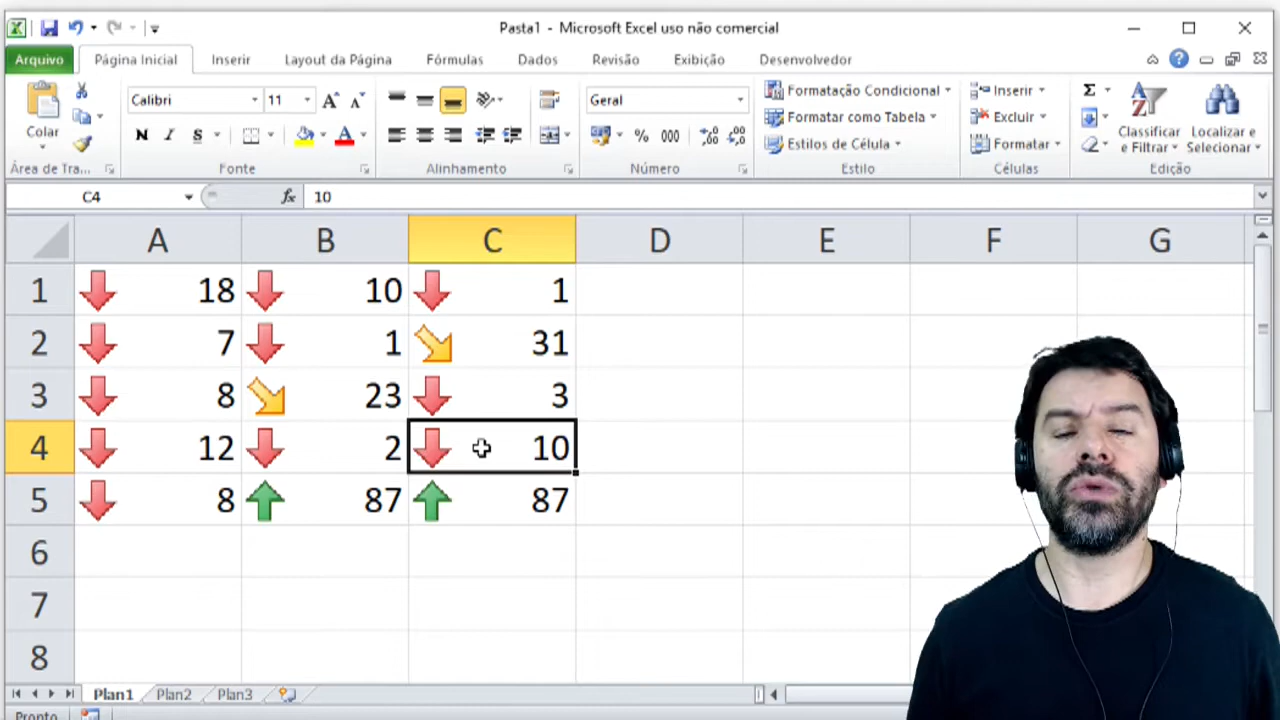 Pasta1 - Microsoft Excel uso não comercial
Arquivo Página Inicial Inserir Layout da Página Fórmulas Dados Revisão Exibição Desenvolvedor
Colar
Calibri 11
N I S
Geral
% 000
Formatação Condicional
Formatar como Tabela
Estilos de Célula
Inserir
Excluir
Formatar
Σ
Classificar e Filtrar
Localizar e Selecionar
Área de Tra... Fonte Alinhamento Número Estilo Células Edição
C4 fx 10
A B C D E F G
1 18 10 1
2 7 1 31
3 8 23 3
4 12 2 10
5 8 87 87
6
7
8
Plan1 Plan2 Plan3
Pronto